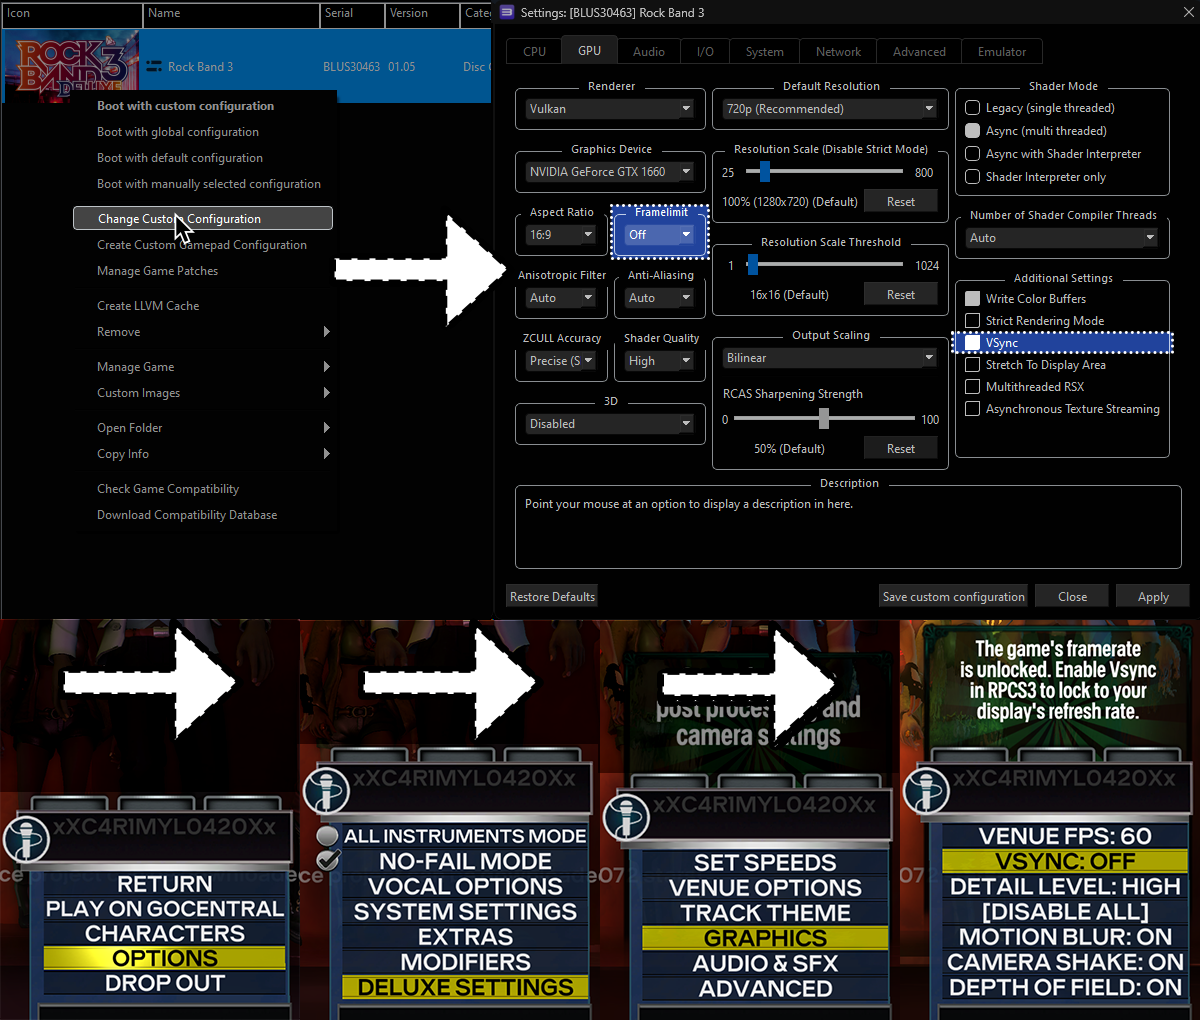 Icon
Name
Serial
Version
Cate
ROCK
BAND 3
DELUXE
Rock Band 3
BLUS30463
01.05
Disc
Boot with custom configuration
Boot with global configuration
Boot with default configuration
Boot with manually selected configuration
Change Custom Configuration
Create Custom Gamepad Configuration
Manage Game Patches
Create LLVM Cache
Remove
Manage Game
Custom Images
Open Folder
Copy Info
Check Game Compatibility
Download Compatibility Database
Settings: [BLUS30463] Rock Band 3
CPU
GPU
Audio
I/O
System
Network
Advanced
Emulator
Renderer
Vulkan
Graphics Device
NVIDIA GeForce GTX 1660
Aspect Ratio
16:9
Framelimit
Off
Anisotropic Filter
Auto
Anti-Aliasing
Auto
ZCULL Accuracy
Precise (S
Shader Quality
High
3D
Disabled
Default Resolution
720p (Recommended)
Resolution Scale (Disable Strict Mode)
25
800
100% (1280x720) (Default)
Reset
Resolution Scale Threshold
1
1024
16x16 (Default)
Reset
Output Scaling
Bilinear
RCAS Sharpening Strength
0
100
50% (Default)
Reset
Shader Mode
Legacy (single threaded)
Async (multi threaded)
Async with Shader Interpreter
Shader Interpreter only
Number of Shader Compiler Threads
Auto
Additional Settings
Write Color Buffers
Strict Rendering Mode
VSync
Stretch To Display Area
Multithreaded RSX
Asynchronous Texture Streaming
Description
Point your mouse at an option to display a description in here.
Restore Defaults
Save custom configuration
Close
Apply
xXC4R1MYL0420Xx
RETURN
PLAY ON GOCENTRAL
CHARACTERS
OPTIONS
DROP OUT
xXC4R1MYL0420Xx
ALL INSTRUMENTS MODE
NO-FAIL MODE
VOCAL OPTIONS
SYSTEM SETTINGS
EXTRAS
MODIFIERS
DELUXE SETTINGS
post processing and
camera settings
xXC4R1MYL0420Xx
SET SPEEDS
VENUE OPTIONS
TRACK THEME
GRAPHICS
AUDIO & SFX
ADVANCED
The game's framerate
is unlocked. Enable Vsync
in RPCS3 to lock to your
display's refresh rate.
xXC4R1MYL0420Xx
VENUE FPS: 60
VSYNC: OFF
DETAIL LEVEL: HIGH
[DISABLE ALL]
MOTION BLUR: ON
CAMERA SHAKE: ON
DEPTH OF FIELD: ON